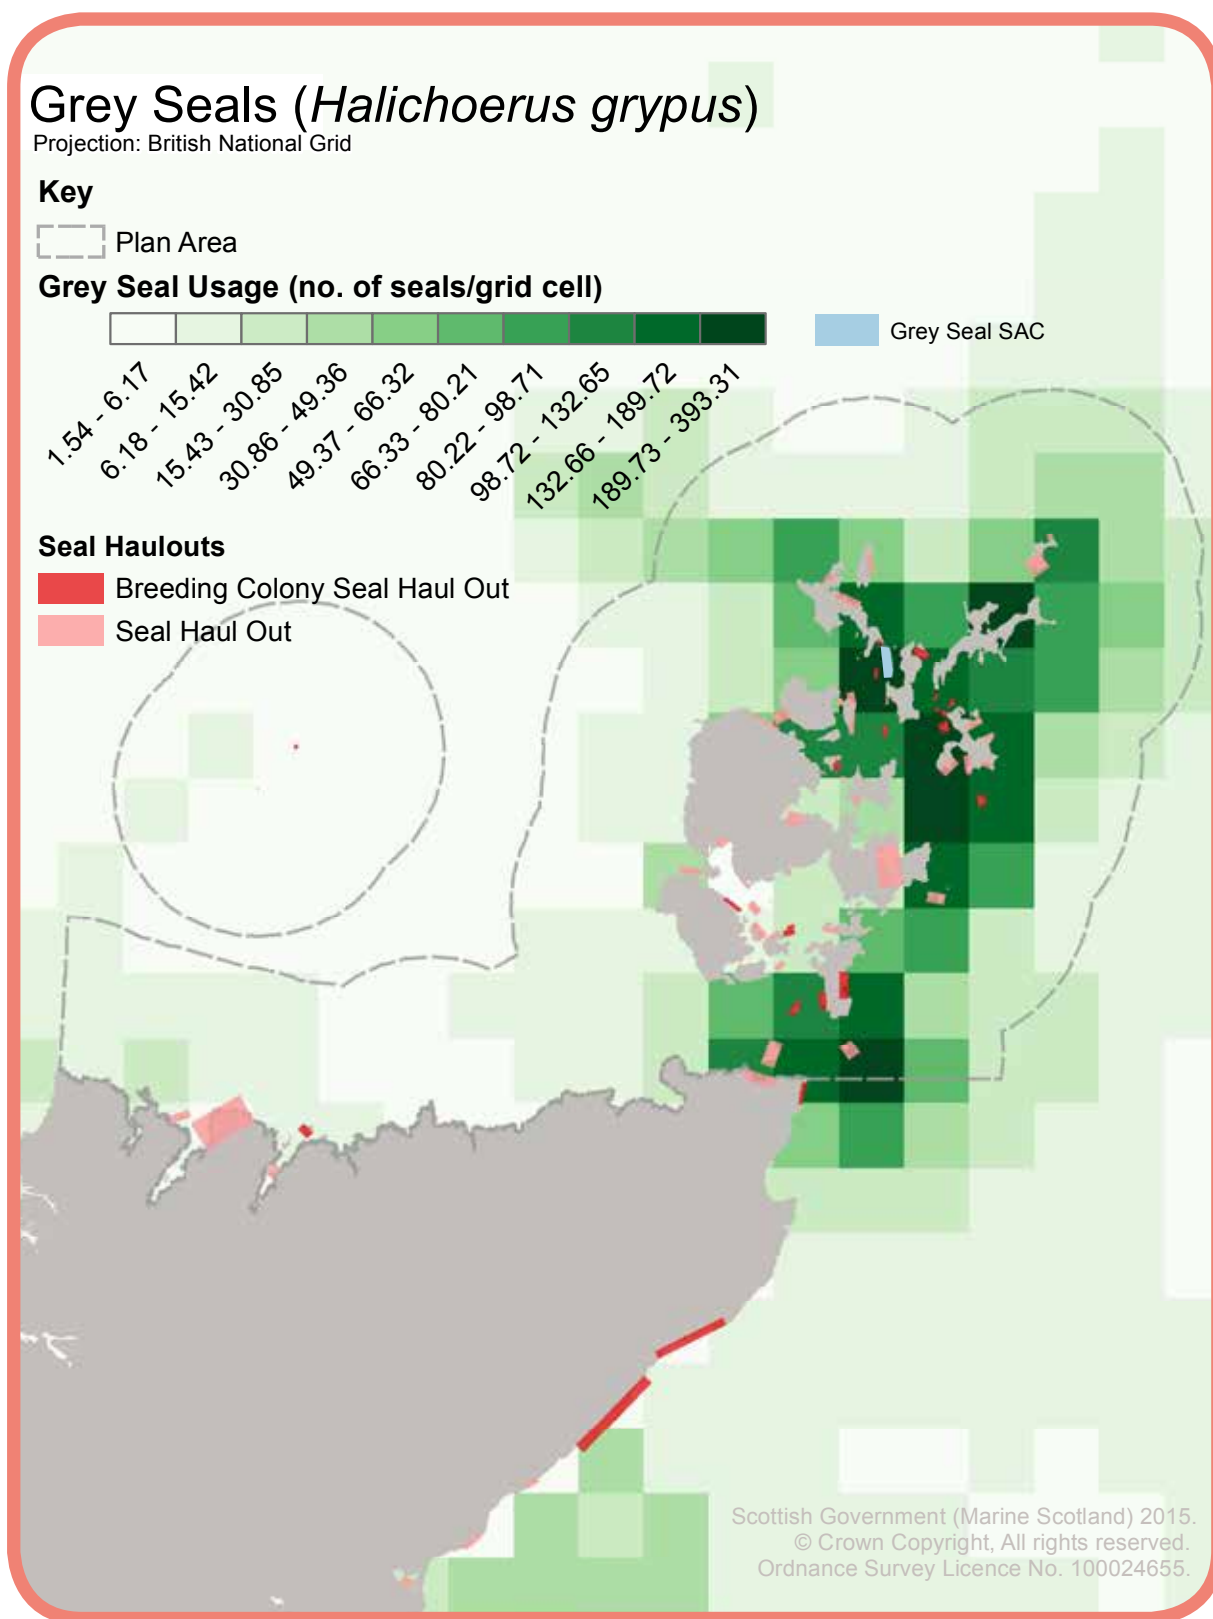 Grey Seals (Halichoerus grypus)
Projection: British National Grid
Key
Plan Area
Grey Seal Usage (no. of seals/grid cell)
Grey Seal SAC
1.54 - 6.17
6.18 - 15.42
15.43 - 30.85
30.86 - 49.36
49.37 - 66.32
66.33 - 80.21
80.22 - 98.71
98.72 - 132.65
132.66 - 189.72
189.73 - 393.31
Seal Haulouts
Breeding Colony Seal Haul Out
Seal Haul Out
Scottish Government (Marine Scotland) 2015.
© Crown Copyright, All rights reserved.
Ordnance Survey Licence No. 100024655.